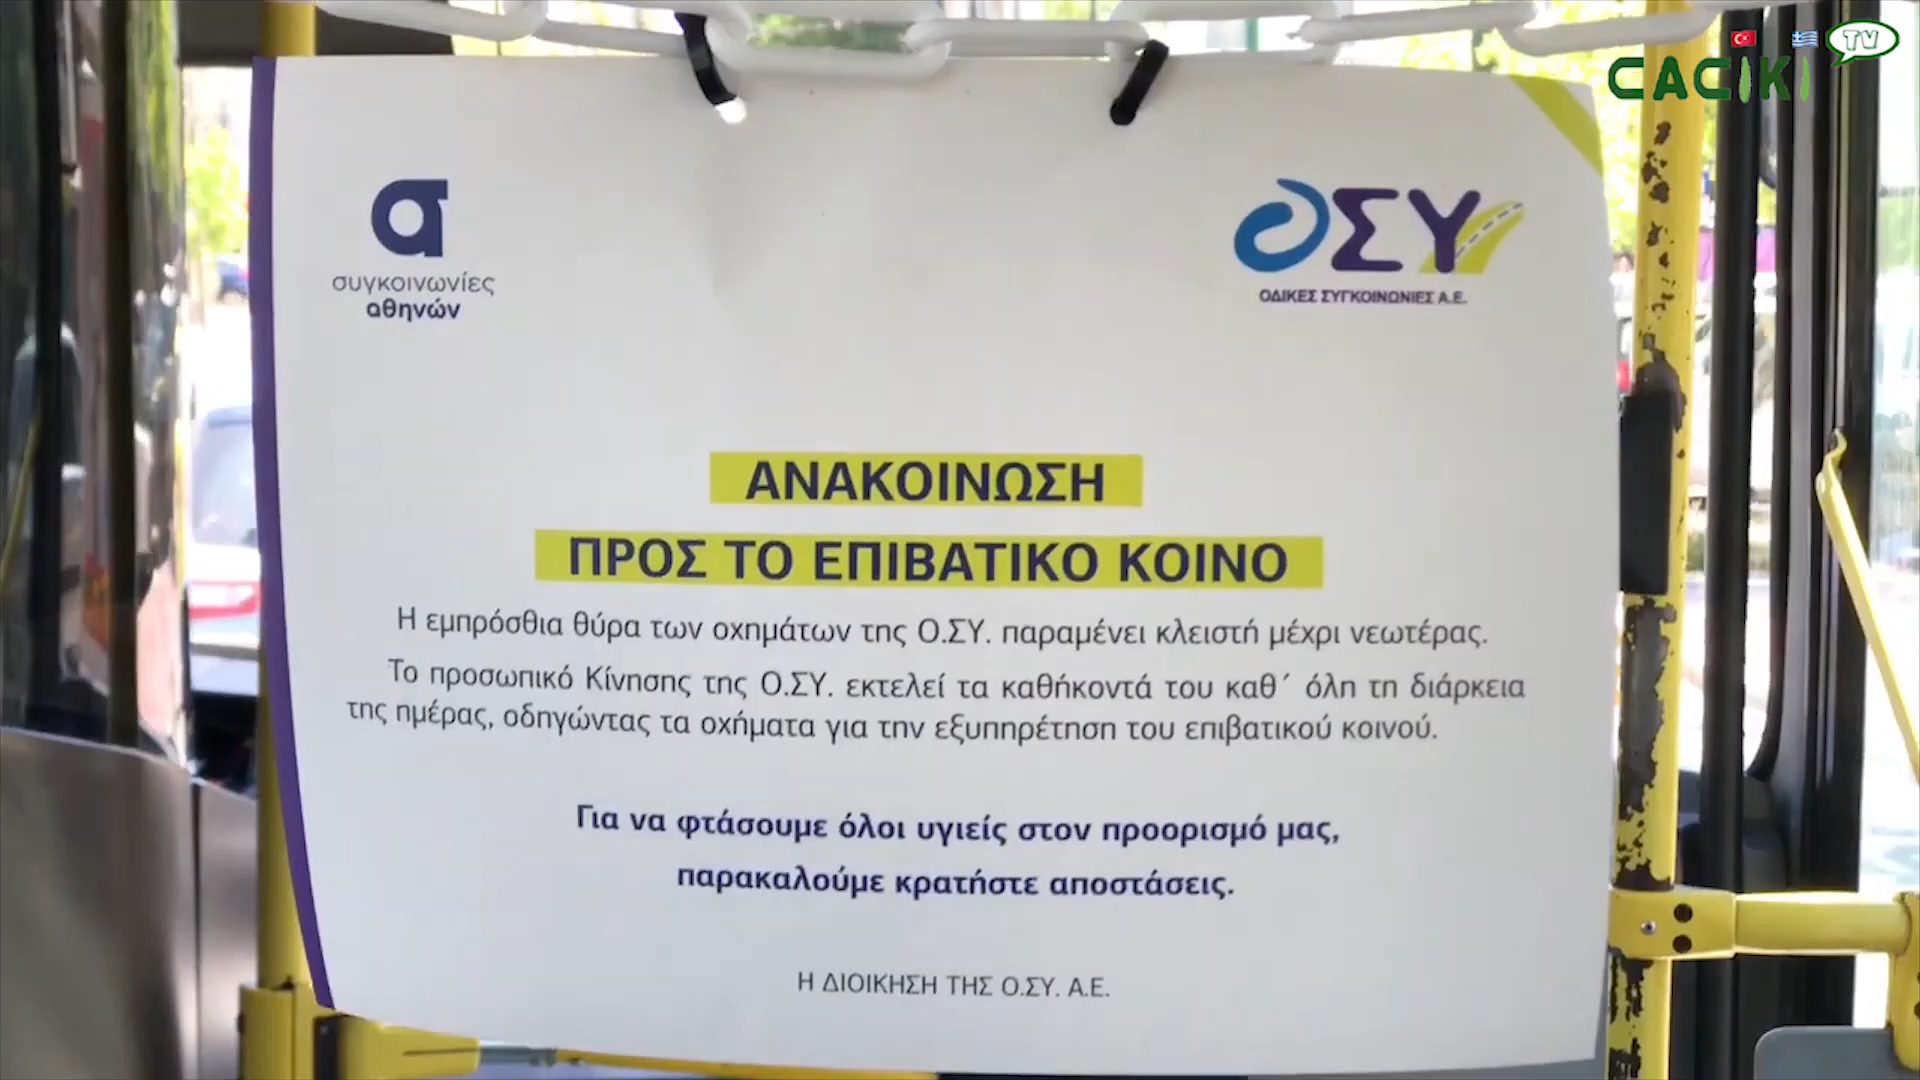 CACIKI TV
σ
συγκοινωνίες
αθηνών
ΟΣΥ
ΟΔΙΚΕΣ ΣΥΓΚΟΙΝΩΝΙΕΣ Α.Ε.
ΑΝΑΚΟΙΝΩΣΗ
ΠΡΟΣ ΤΟ ΕΠΙΒΑΤΙΚΟ ΚΟΙΝΟ
Η εμπρόσθια θύρα των οχημάτων της Ο.ΣΥ. παραμένει κλειστή μέχρι νεωτέρας.
Το προσωπικό Κίνησης της Ο.ΣΥ. εκτελεί τα καθήκοντά του καθ΄ όλη τη διάρκεια
της ημέρας, οδηγώντας τα οχήματα για την εξυπηρέτηση του επιβατικού κοινού.
Για να φτάσουμε όλοι υγιείς στον προορισμό μας,
παρακαλούμε κρατήστε αποστάσεις.
Η ΔΙΟΙΚΗΣΗ ΤΗΣ Ο.ΣΥ. Α.Ε.